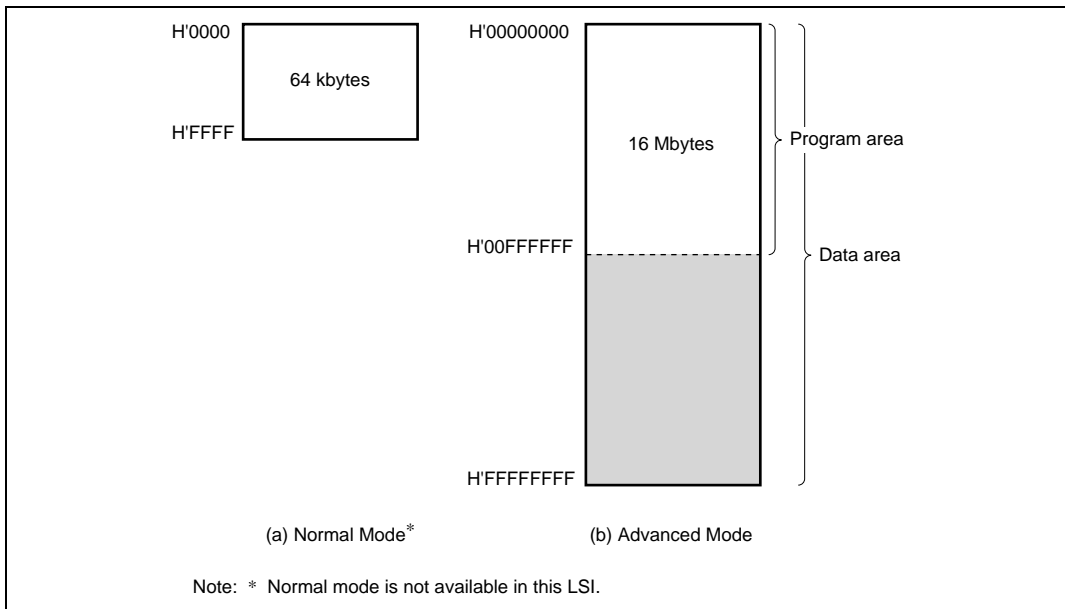 H'0000
64 kbytes
H'FFFF
H'00000000
16 Mbytes
Program area
H'00FFFFFF
Data area
H'FFFFFFFF
(a) Normal Mode*
(b) Advanced Mode
Note: * Normal mode is not available in this LSI.